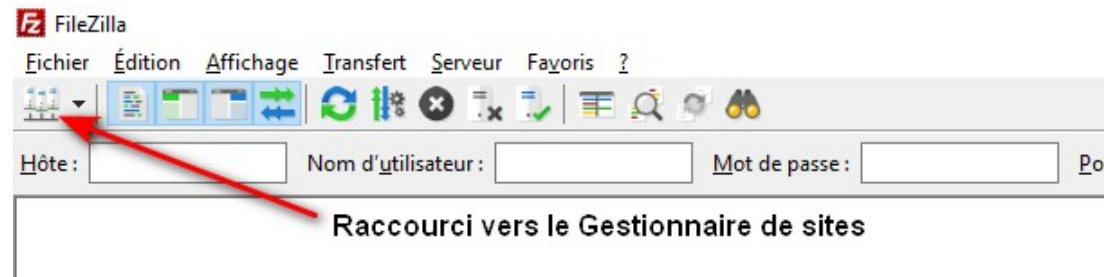 FileZilla
Fichier Édition Affichage Transfert Serveur Favoris ?
Hôte : Nom d'utilisateur : Mot de passe : Po
Raccourci vers le Gestionnaire de sites